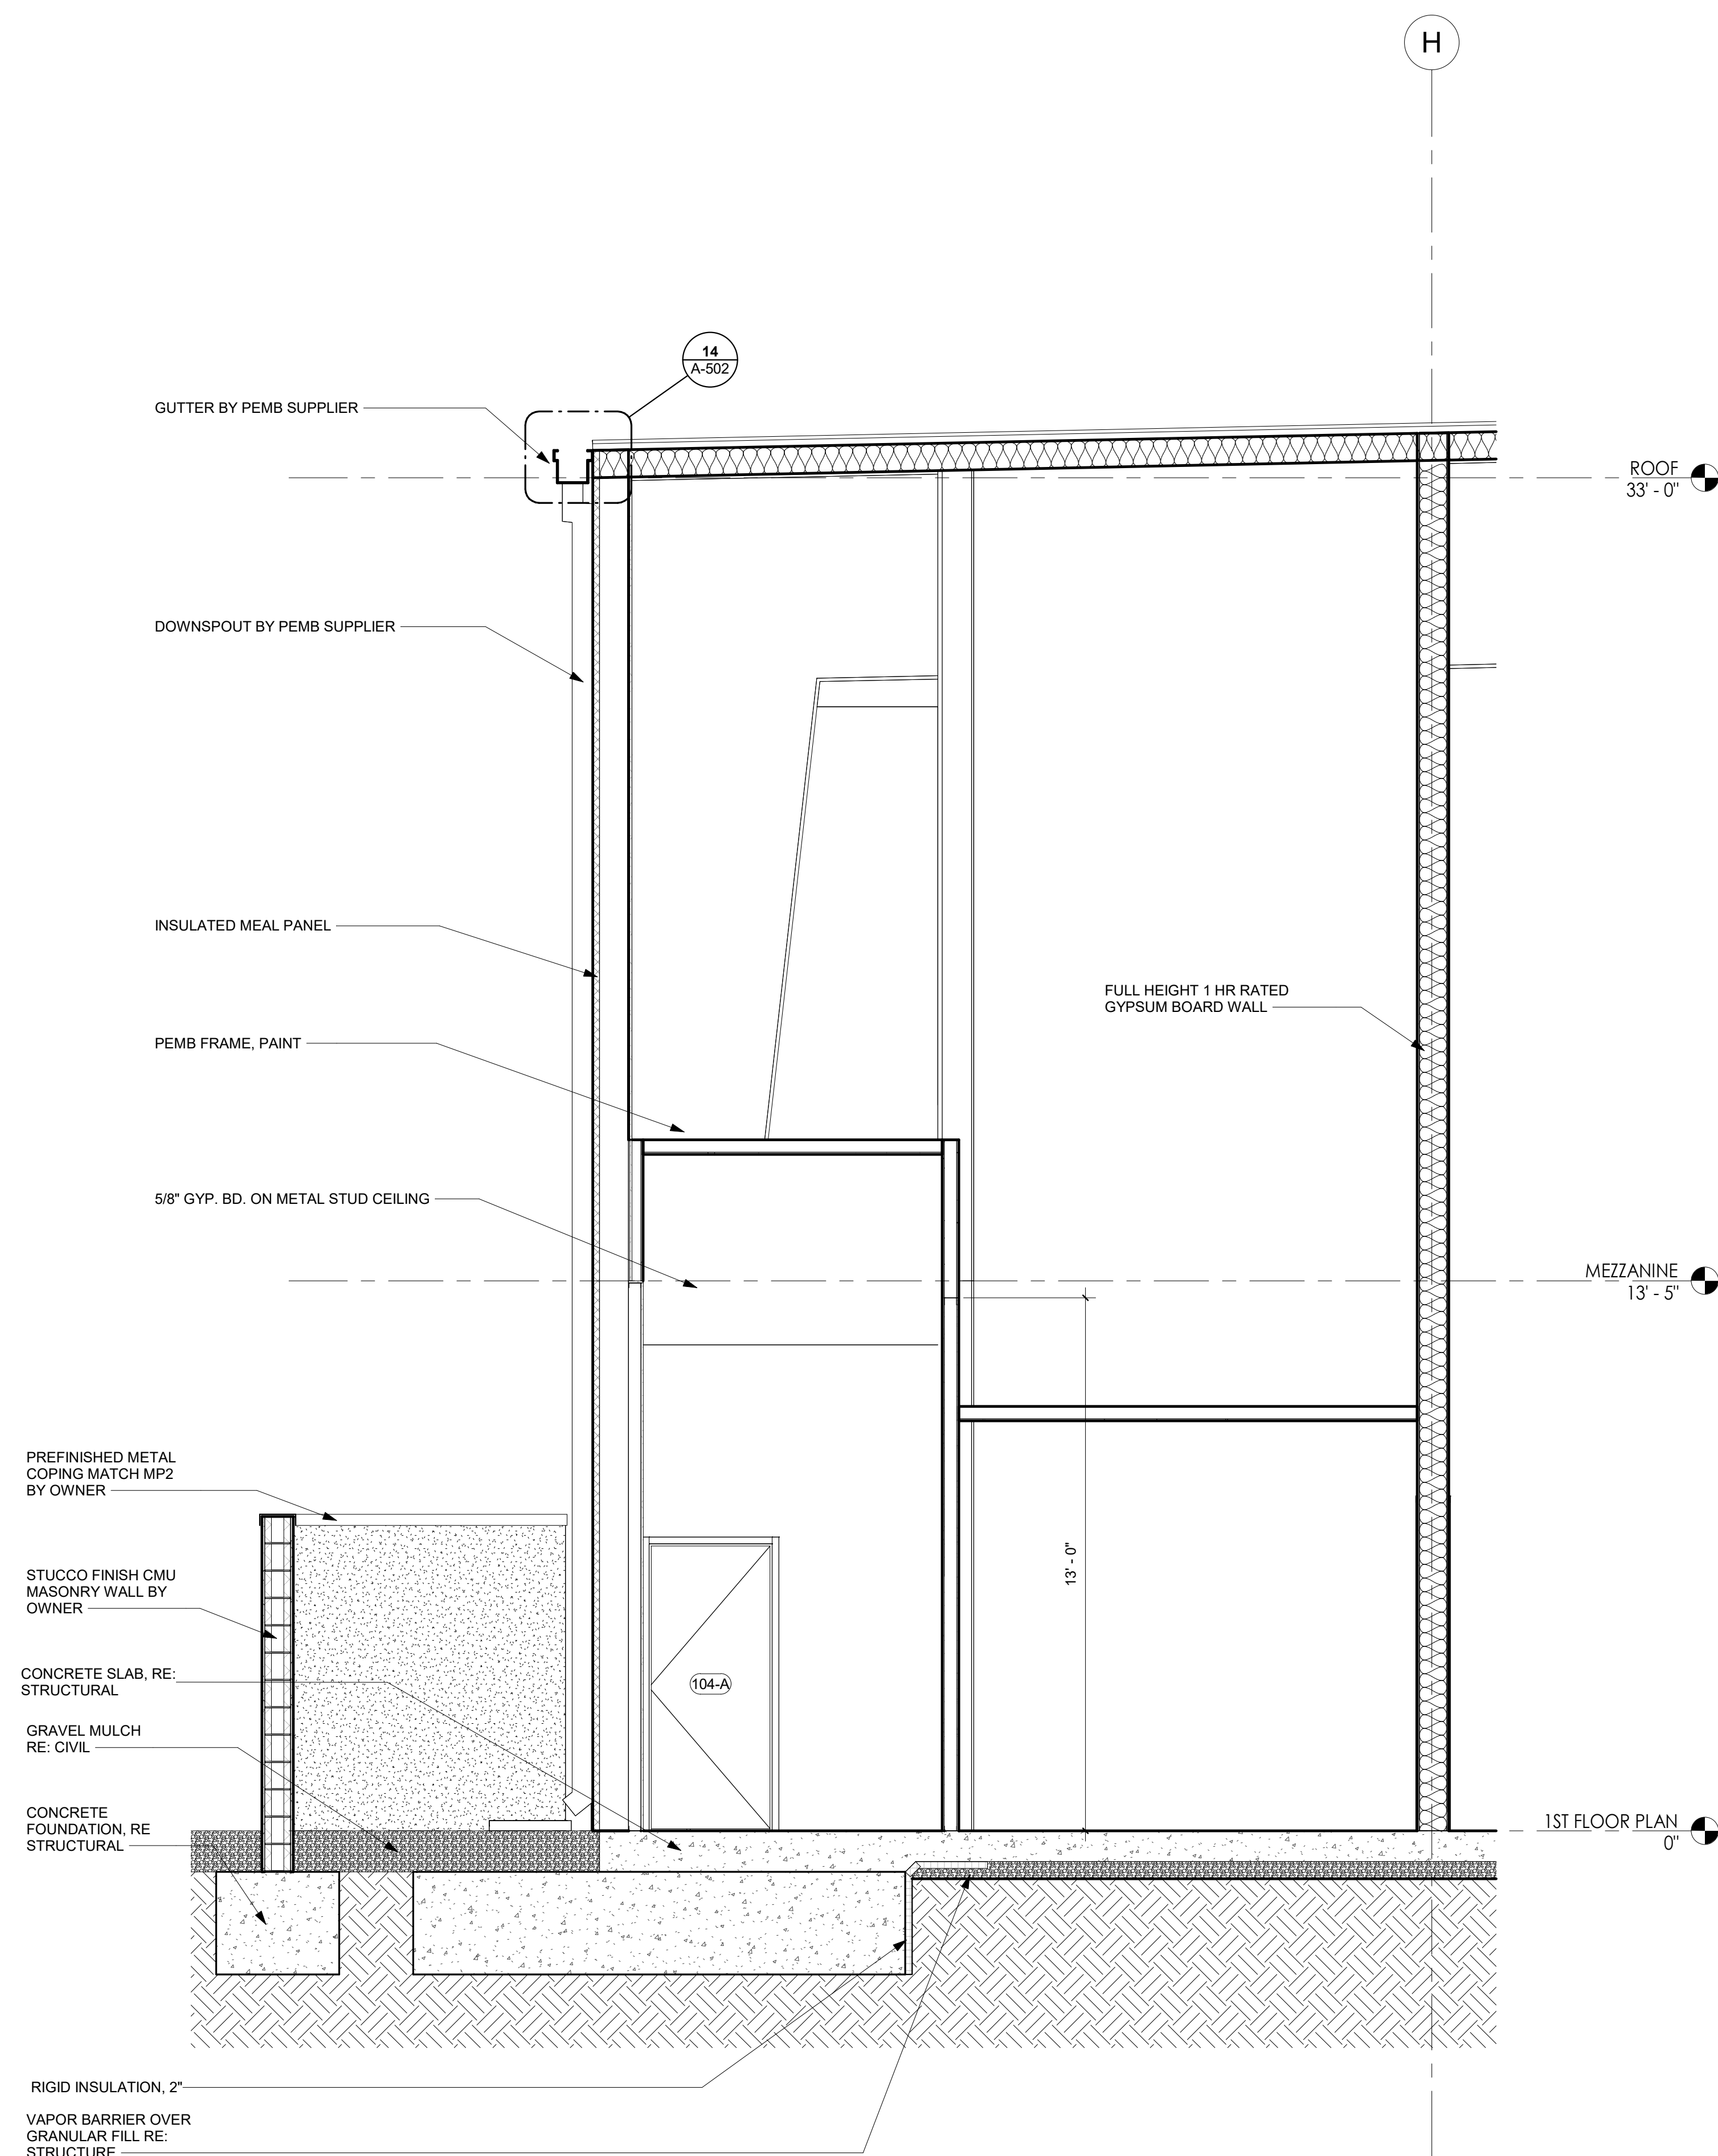 H
14
A-502
GUTTER BY PEMB SUPPLIER
ROOF
33' - 0"
DOWNSPOUT BY PEMB SUPPLIER
INSULATED MEAL PANEL
FULL HEIGHT 1 HR RATED
GYPSUM BOARD WALL
PEMB FRAME, PAINT
5/8" GYP. BD. ON METAL STUD CEILING
MEZZANINE
13' - 5"
PREFINISHED METAL
COPING MATCH MP2
BY OWNER
13' - 0"
STUCCO FINISH CMU
MASONRY WALL BY
OWNER
CONCRETE SLAB, RE:
STRUCTURAL
104-A
GRAVEL MULCH
RE: CIVIL
CONCRETE
FOUNDATION, RE
STRUCTURAL
1ST FLOOR PLAN
0"
RIGID INSULATION, 2"
VAPOR BARRIER OVER
GRANULAR FILL RE:
STRUCTURE